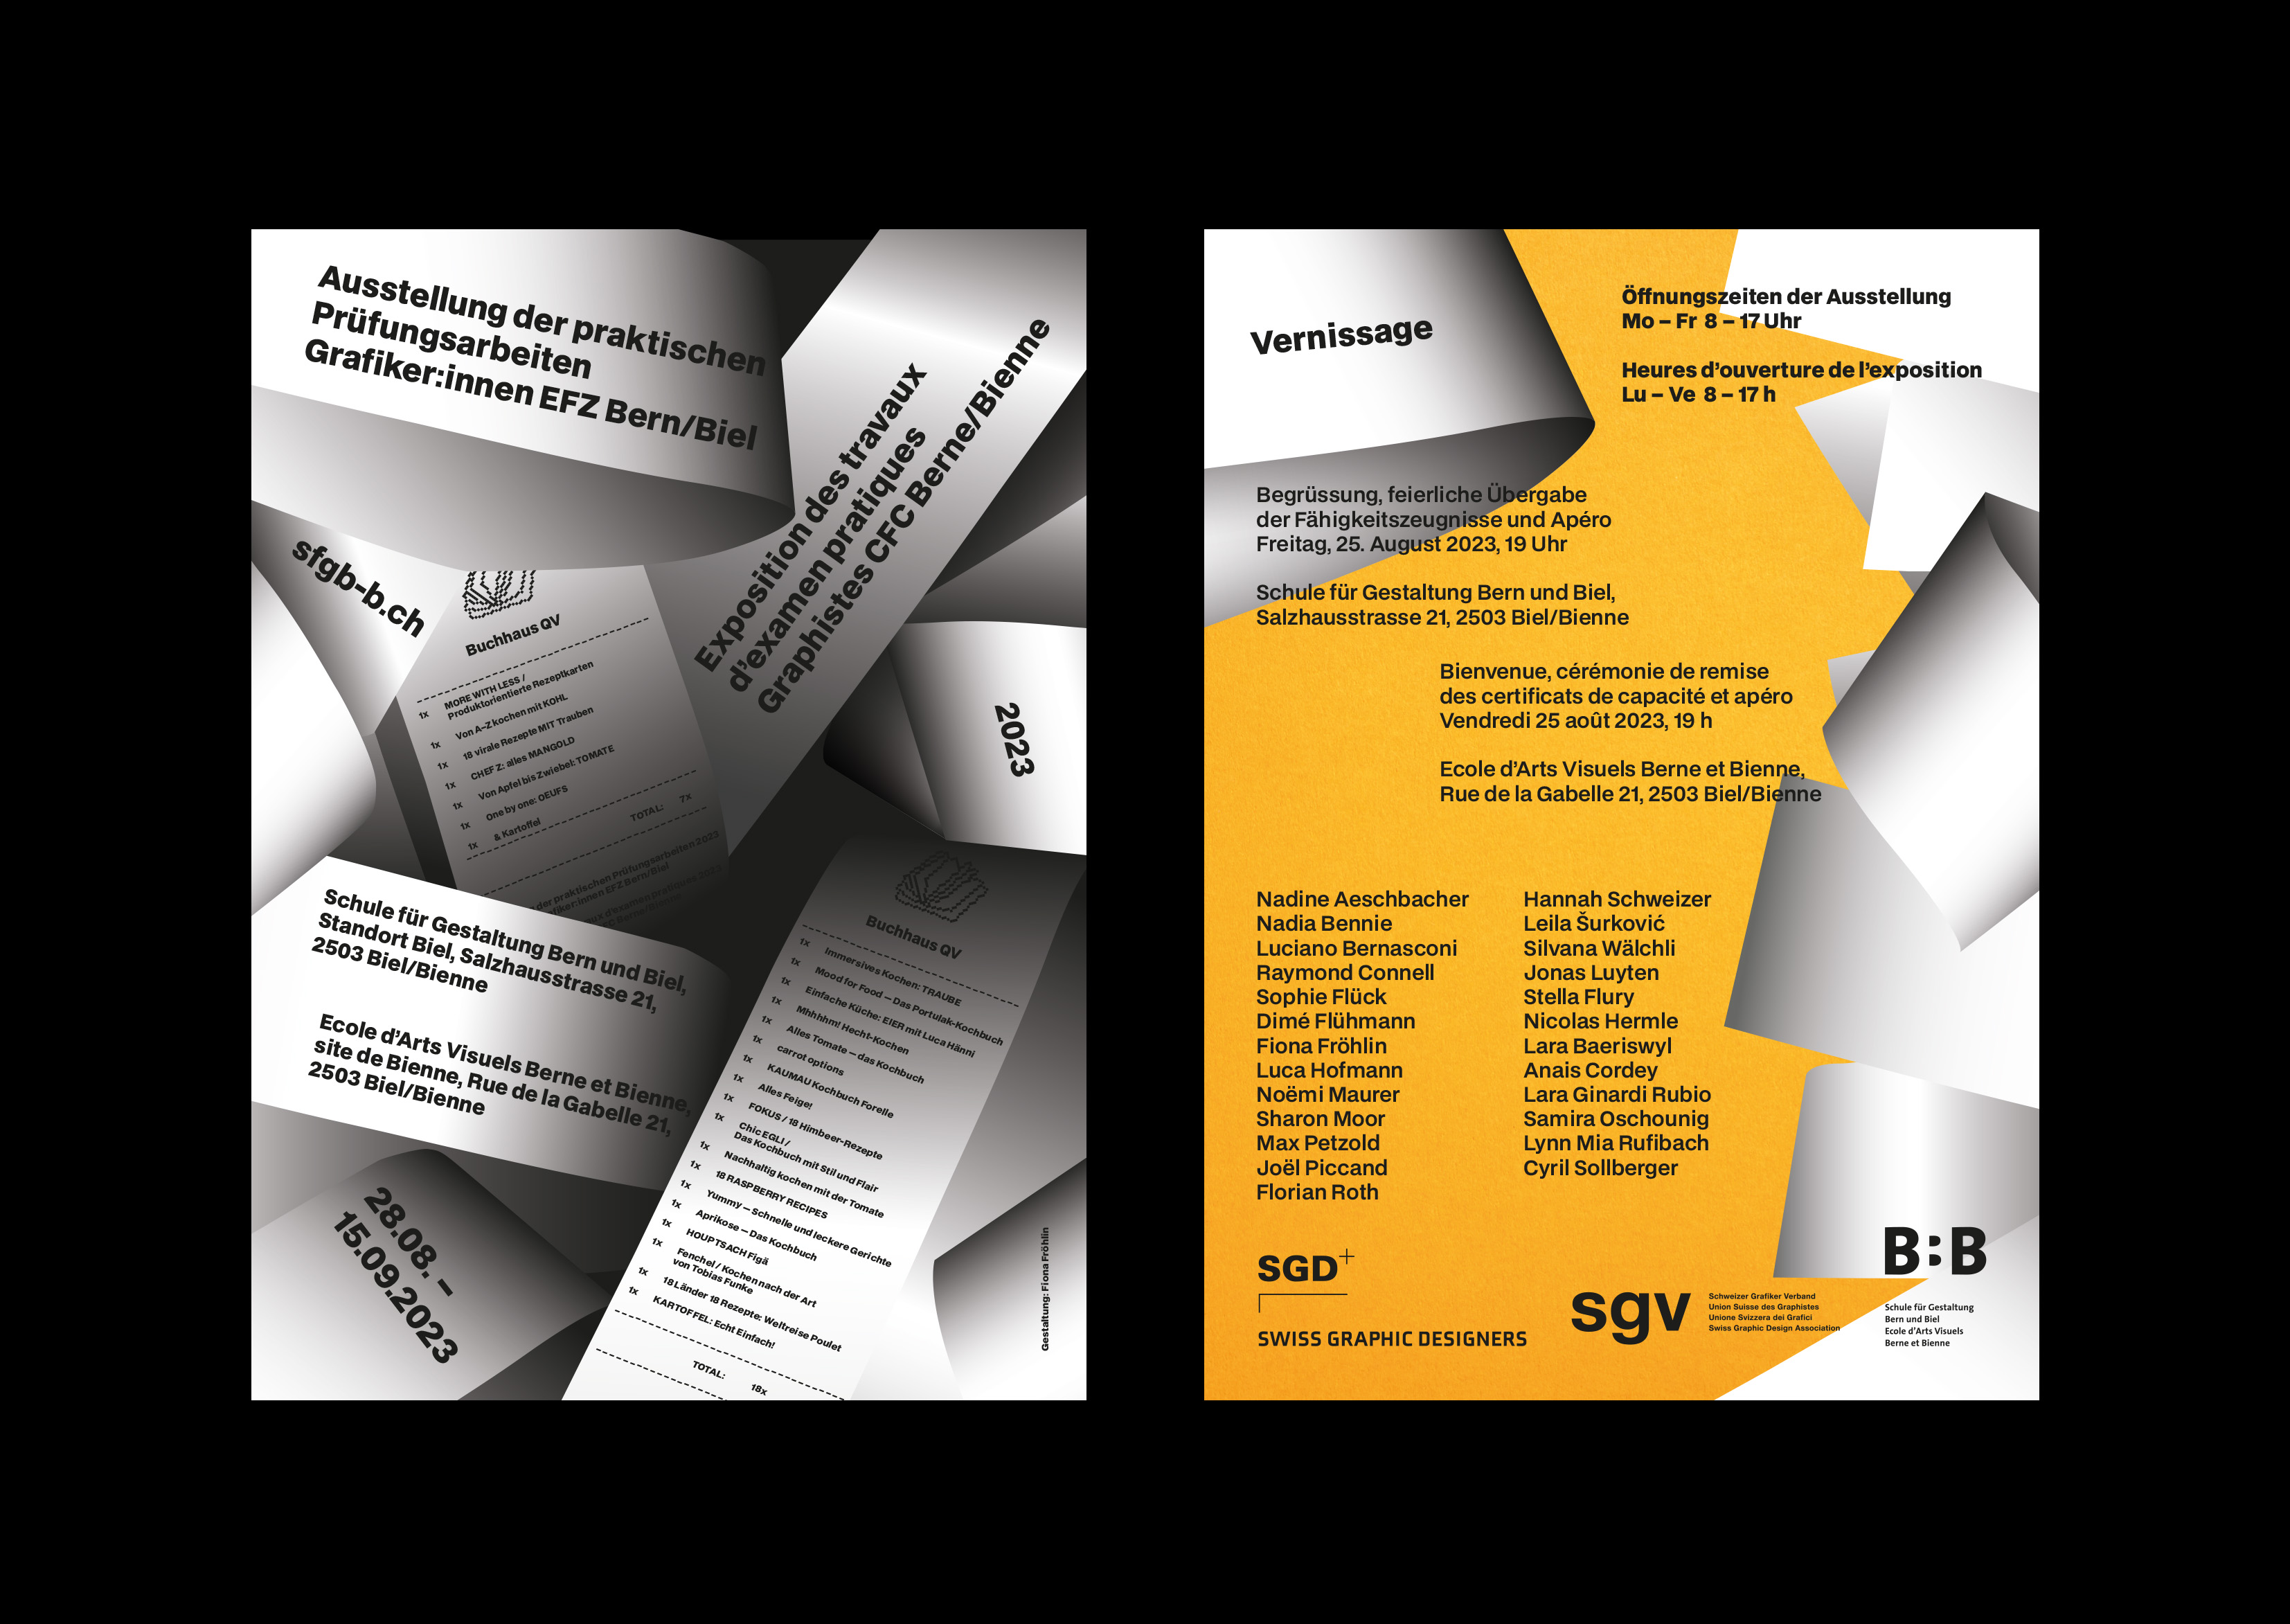 Ausstellung der praktischen
Prüfungsarbeiten
Grafiker:innen EFZ Bern/Biel
Exposition des travaux
d'examen pratiques
Graphistes CFC Berne/Bienne
sfgb-b.ch
2023
Buchhaus QV
1x MORE WITH LESS /
Produktorientierte Rezeptkarten
1x Von A–Z kochen mit KOHL
1x 18 virale Rezepte MIT Trauben
1x CHEF Z: alles MANGOLD
1x Von Apfel bis Zwiebel: TOMATE
1x One by one: OEUFS
1x & Kartoffel
TOTAL: 7x
der praktischen Prüfungsarbeiten 2023
iker:innen EFZ Bern/Biel
aux d'examen pratiques 2023
Schule für Gestaltung Bern und Biel,
Standort Biel, Salzhausstrasse 21,
2503 Biel/Bienne
Ecole d'Arts Visuels Berne et Bienne,
site de Bienne, Rue de la Gabelle 21,
2503 Biel/Bienne
28.08. –
15.09.2023
Buchhaus QV
1x Immersives Kochen: TRAUBE
1x Mood for Food – Das Portulak-Kochbuch
1x Einfache Küche: EIER mit Luca Hänni
1x Mhhhhm! Hecht-Kochen
1x Alles Tomate – das Kochbuch
1x carrot options
1x KAUMAU Kochbuch Forelle
1x Alles Feige!
1x FOKUS / 18 Himbeer-Rezepte
1x Chic EGLI /
Das Kochbuch mit Stil und Flair
1x Nachhaltig kochen mit der Tomate
1x 18 RASPBERRY RECIPES
1x Yummy – Schnelle und leckere Gerichte
1x Aprikose – Das Kochbuch
1x HOUPTSACH Figä
1x Fenchel / Kochen nach der Art
von Tobias Funke
1x 18 Länder 18 Rezepte: Weltreise Poulet
1x KARTOFFEL: Echt Einfach!
TOTAL: 18x
Gestaltung: Fiona Fröhlin
Vernissage
Öffnungszeiten der Ausstellung
Mo – Fr 8 – 17 Uhr
Heures d'ouverture de l'exposition
Lu – Ve 8 – 17 h
Begrüssung, feierliche Übergabe
der Fähigkeitszeugnisse und Apéro
Freitag, 25. August 2023, 19 Uhr
Schule für Gestaltung Bern und Biel,
Salzhausstrasse 21, 2503 Biel/Bienne
Bienvenue, cérémonie de remise
des certificats de capacité et apéro
Vendredi 25 août 2023, 19 h
Ecole d'Arts Visuels Berne et Bienne,
Rue de la Gabelle 21, 2503 Biel/Bienne
Nadine Aeschbacher
Nadia Bennie
Luciano Bernasconi
Raymond Connell
Sophie Flück
Dimé Flühmann
Fiona Fröhlin
Luca Hofmann
Noëmi Maurer
Sharon Moor
Max Petzold
Joël Piccand
Florian Roth
Hannah Schweizer
Leila Šurković
Silvana Wälchli
Jonas Luyten
Stella Flury
Nicolas Hermle
Lara Baeriswyl
Anais Cordey
Lara Ginardi Rubio
Samira Oschounig
Lynn Mia Rufibach
Cyril Sollberger
SGD+
SWISS GRAPHIC DESIGNERS
sgv
Schweizer Grafiker Verband
Union Suisse des Graphistes
Unione Svizzera dei Grafici
Swiss Graphic Design Association
B:B
Schule für Gestaltung
Bern und Biel
Ecole d'Arts Visuels
Berne et Bienne